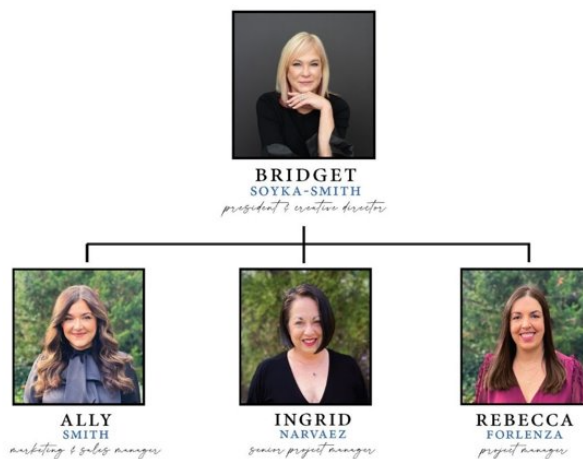 BRIDGET
SOYKA-SMITH
president & creative director
ALLY
SMITH
marketing & sales manager
INGRID
NARVAEZ
senior project manager
REBECCA
FORLENZA
project manager